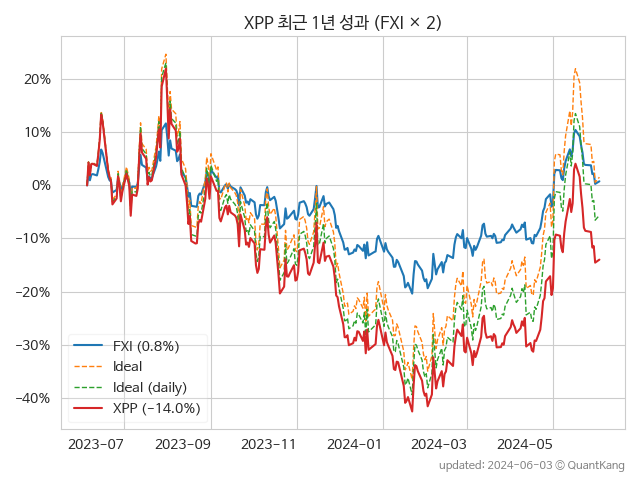 XPP 최근 1년 성과 (FXI × 2)
20%
10%
0%
−10%
−20%
−30%
−40%
FXI (0.8%)
Ideal
Ideal (daily)
XPP (−14.0%)
2023-07
2023-09
2023-11
2024-01
2024-03
2024-05
updated: 2024-06-03 ⓒ QuantKang